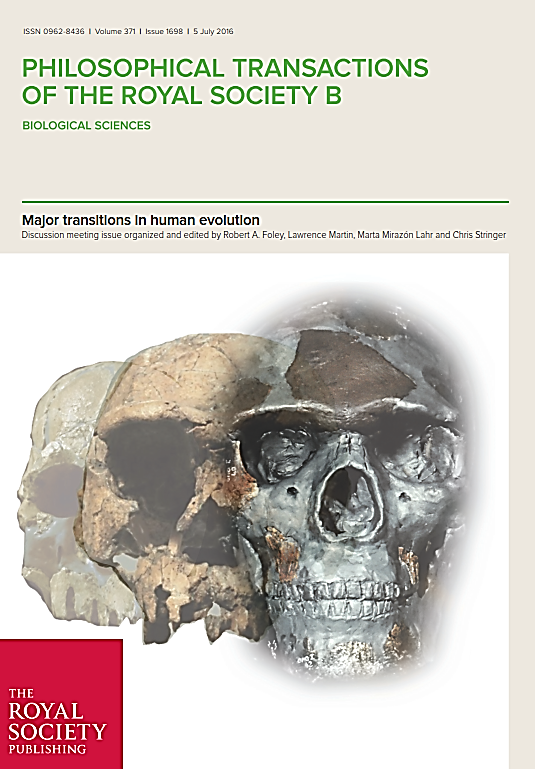 ISSN 0962-8436 | Volume 371 | Issue 1698 | 5 July 2016
PHILOSOPHICAL TRANSACTIONS
OF THE ROYAL SOCIETY B
BIOLOGICAL SCIENCES
Major transitions in human evolution
Discussion meeting issue organized and edited by Robert A. Foley, Lawrence Martin, Marta Mirazón Lahr and Chris Stringer
THE
ROYAL
SOCIETY
PUBLISHING